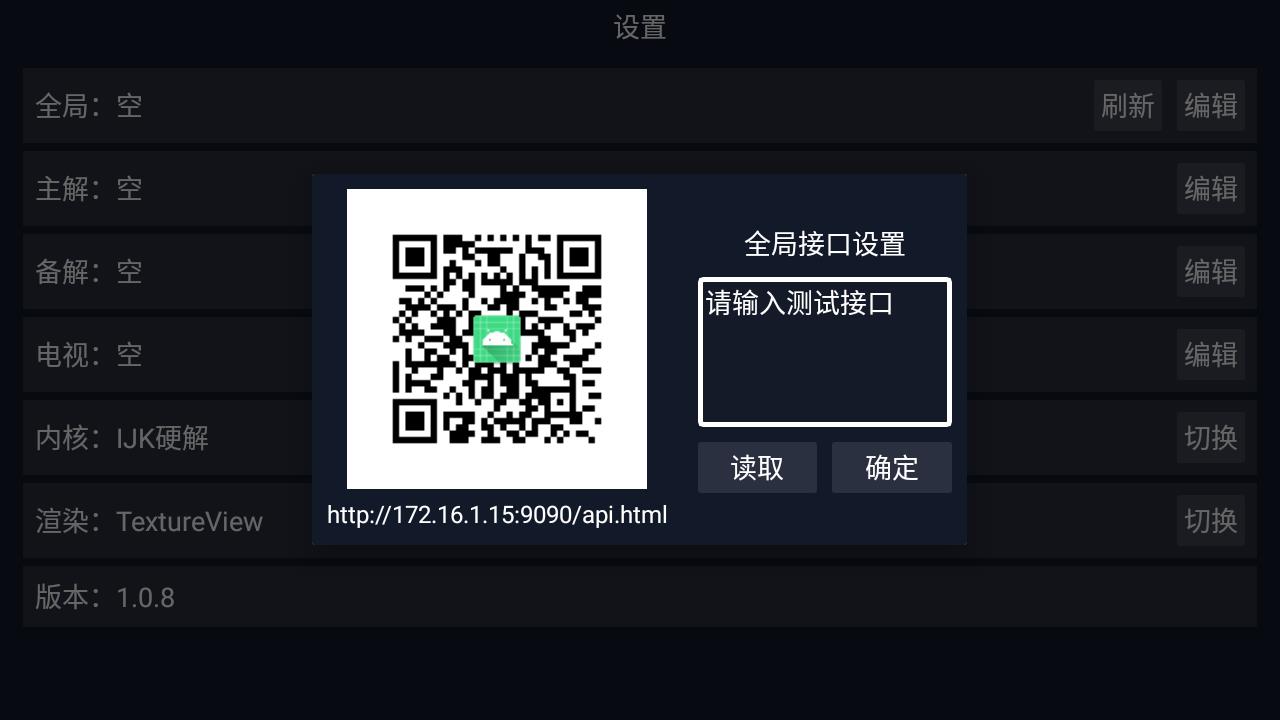 设置
全局：空
刷新
编辑
主解：空
编辑
备解：空
编辑
电视：空
编辑
内核：IJK硬解
切换
渲染：TextureView
切换
版本：1.0.8
http://172.16.1.15:9090/api.html
全局接口设置
请输入测试接口
读取
确定